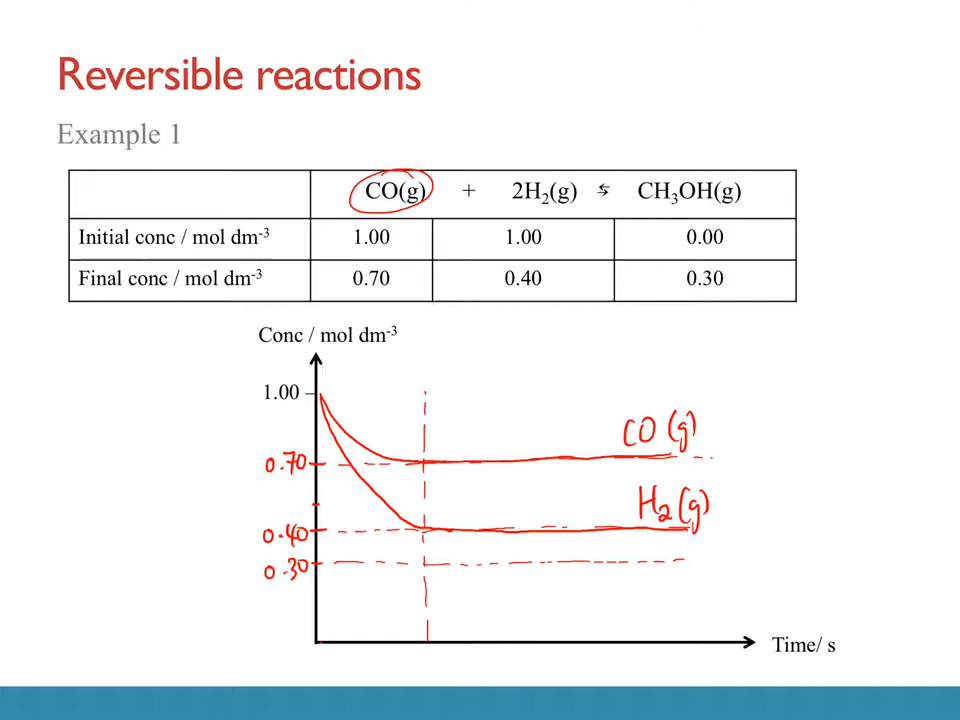 Reversible reactions
Example 1
CO(g) + 2H₂(g) ⇆ CH₃OH(g)
Initial conc / mol dm⁻³ 1.00 1.00 0.00
Final conc / mol dm⁻³ 0.70 0.40 0.30
Conc / mol dm⁻³
1.00
CO (g)
0.70
H₂(g)
0.40
0.30
Time/ s